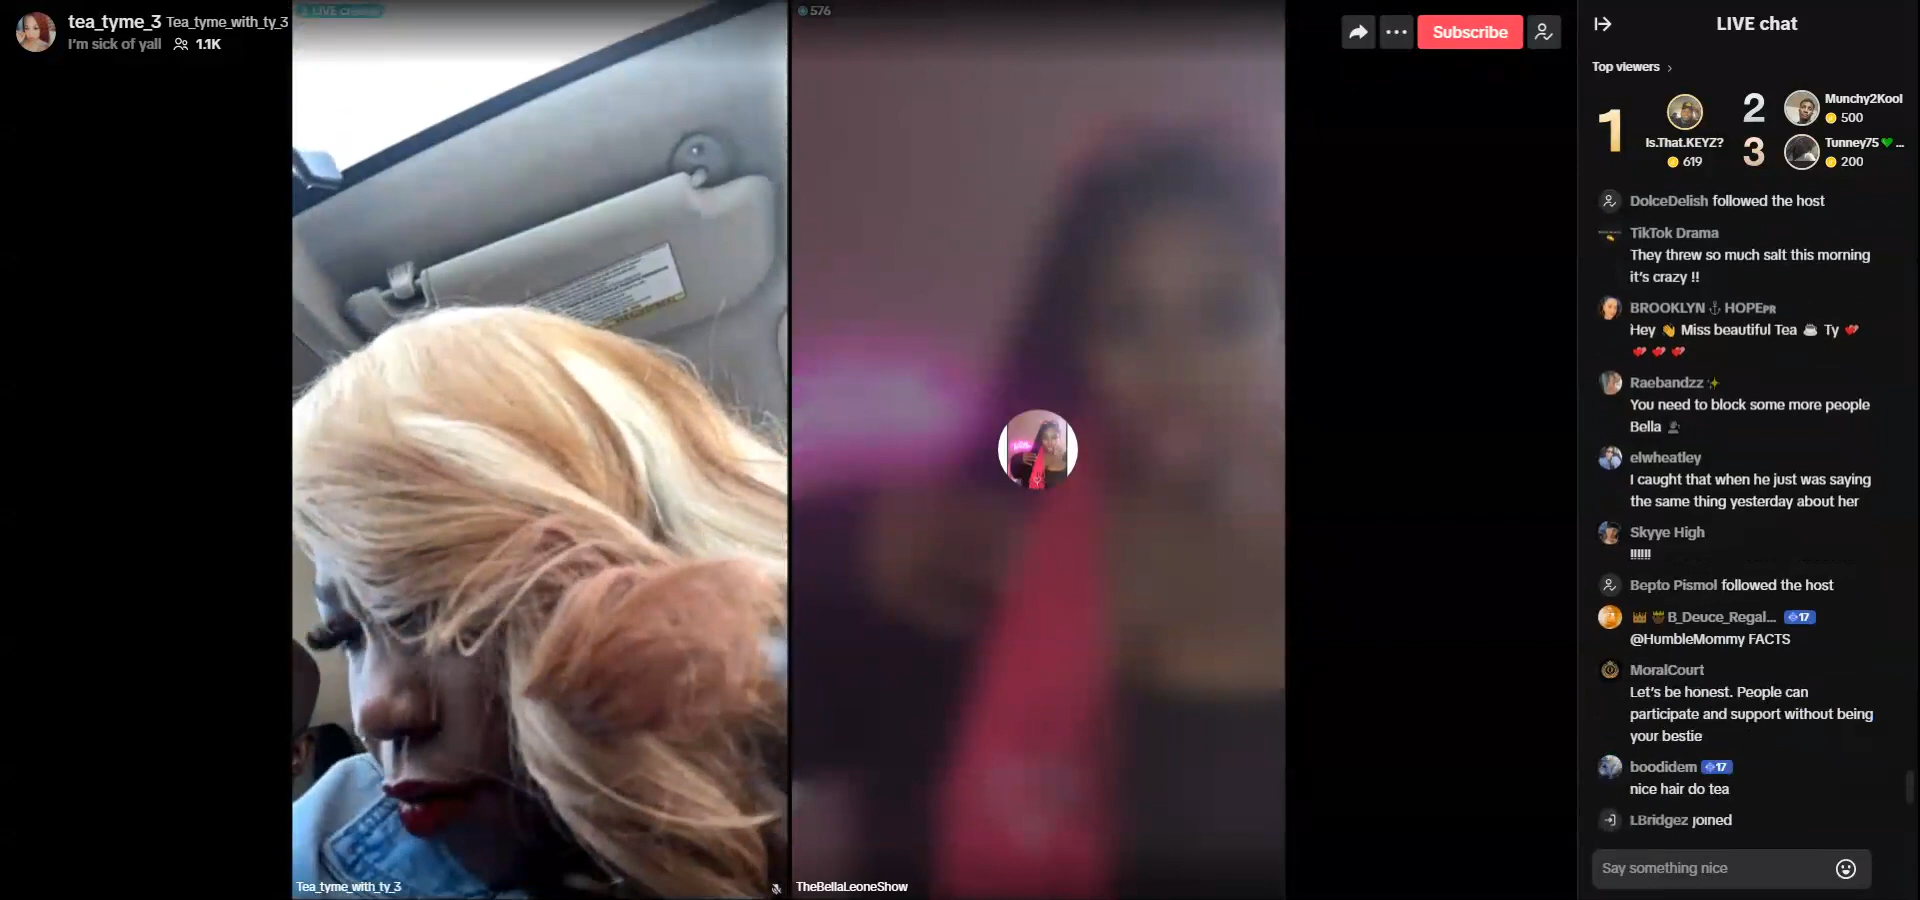 tea_tyme_3 Tea_tyme_with_ty_3
I'm sick of yall 1.1K
LIVE
576
Subscribe
LIVE chat
Top viewers
1
Is.That.KEYZ?
619
2
Munchy2Kool
500
3
Tunney75 ...
200
DolceDelish followed the host
TikTok Drama
They threw so much salt this morning
it's crazy !!
BROOKLYN ⚓ HOPEPR
Hey 👋 Miss beautiful Tea ☕ Ty 💕
💕 💕 💕
Raebandzz ✨
You need to block some more people
Bella
elwheatley
I caught that when he just was saying
the same thing yesterday about her
Skyye High
!!!!!!
Bepto Pismol followed the host
B_Deuce_Regal... 17
@HumbleMommy FACTS
MoralCourt
Let's be honest. People can
participate and support without being
your bestie
boodidem 17
nice hair do tea
LBridgez joined
Say something nice
Tea_tyme_with_ty_3
TheBellaLeoneShow